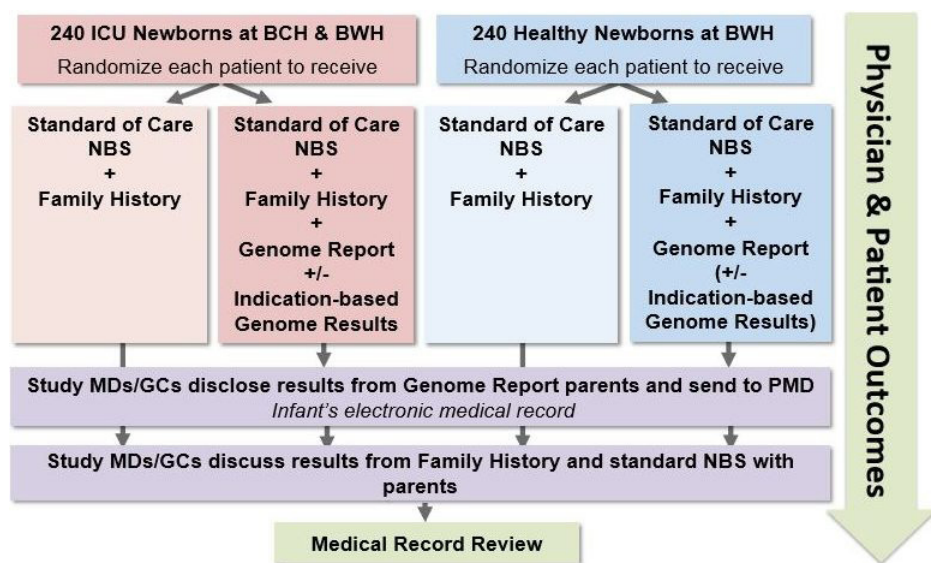 240 ICU Newborns at BCH & BWH
Randomize each patient to receive
240 Healthy Newborns at BWH
Randomize each patient to receive
Standard of Care
NBS
+
Family History
Standard of Care
NBS
+
Family History
+
Genome Report
+/-
Indication-based
Genome Results
Standard of Care
NBS
+
Family History
Standard of Care
NBS
+
Family History
+
Genome Report
(+/-
Indication-based
Genome Results)
Study MDs/GCs disclose results from Genome Report parents and send to PMD
Infant's electronic medical record
Study MDs/GCs discuss results from Family History and standard NBS with
parents
Medical Record Review
Physician & Patient Outcomes